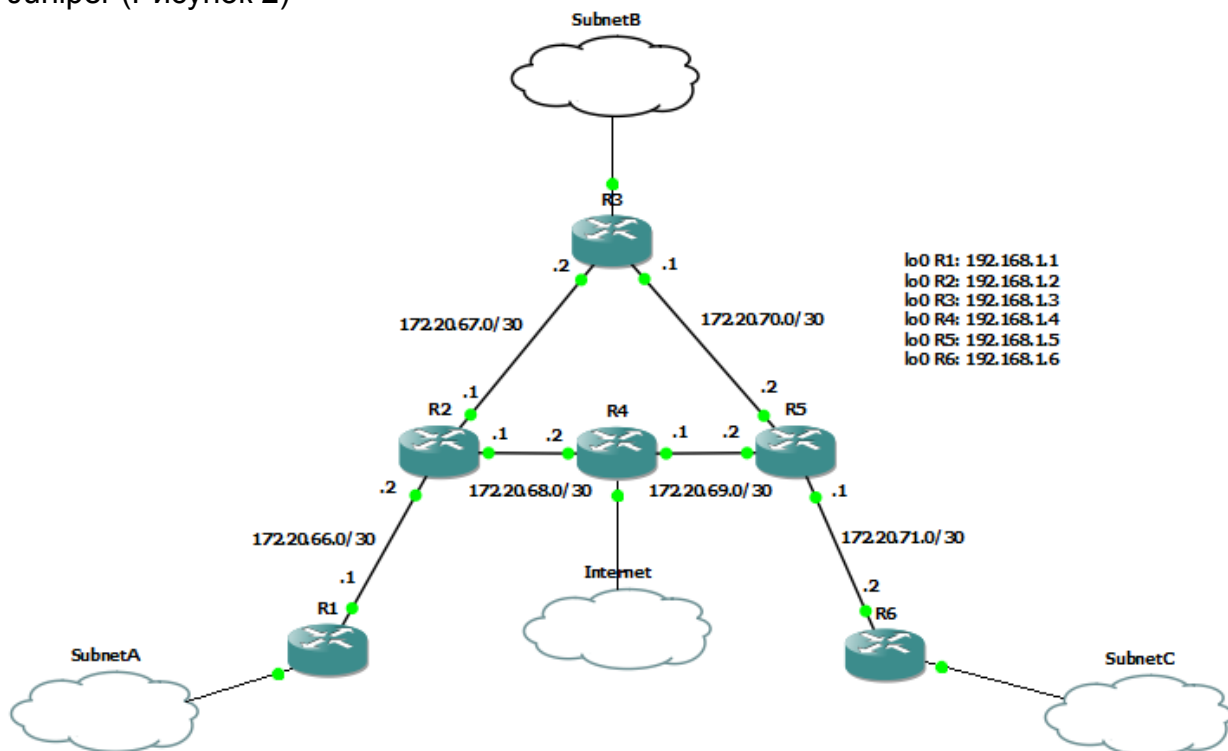 Juniper (Рисунок 2)
SubnetB
R3
.2
.1
lo0 R1: 192.168.1.1
lo0 R2: 192.168.1.2
lo0 R3: 192.168.1.3
lo0 R4: 192.168.1.4
lo0 R5: 192.168.1.5
lo0 R6: 192.168.1.6
172.20.67.0/30
172.20.70.0/30
.1
.2
R2
R4
R5
.1
.2
.1
.2
.2
172.20.68.0/30
172.20.69.0/30
.1
172.20.66.0/30
172.20.71.0/30
.1
Internet
.2
R1
R6
SubnetA
SubnetC